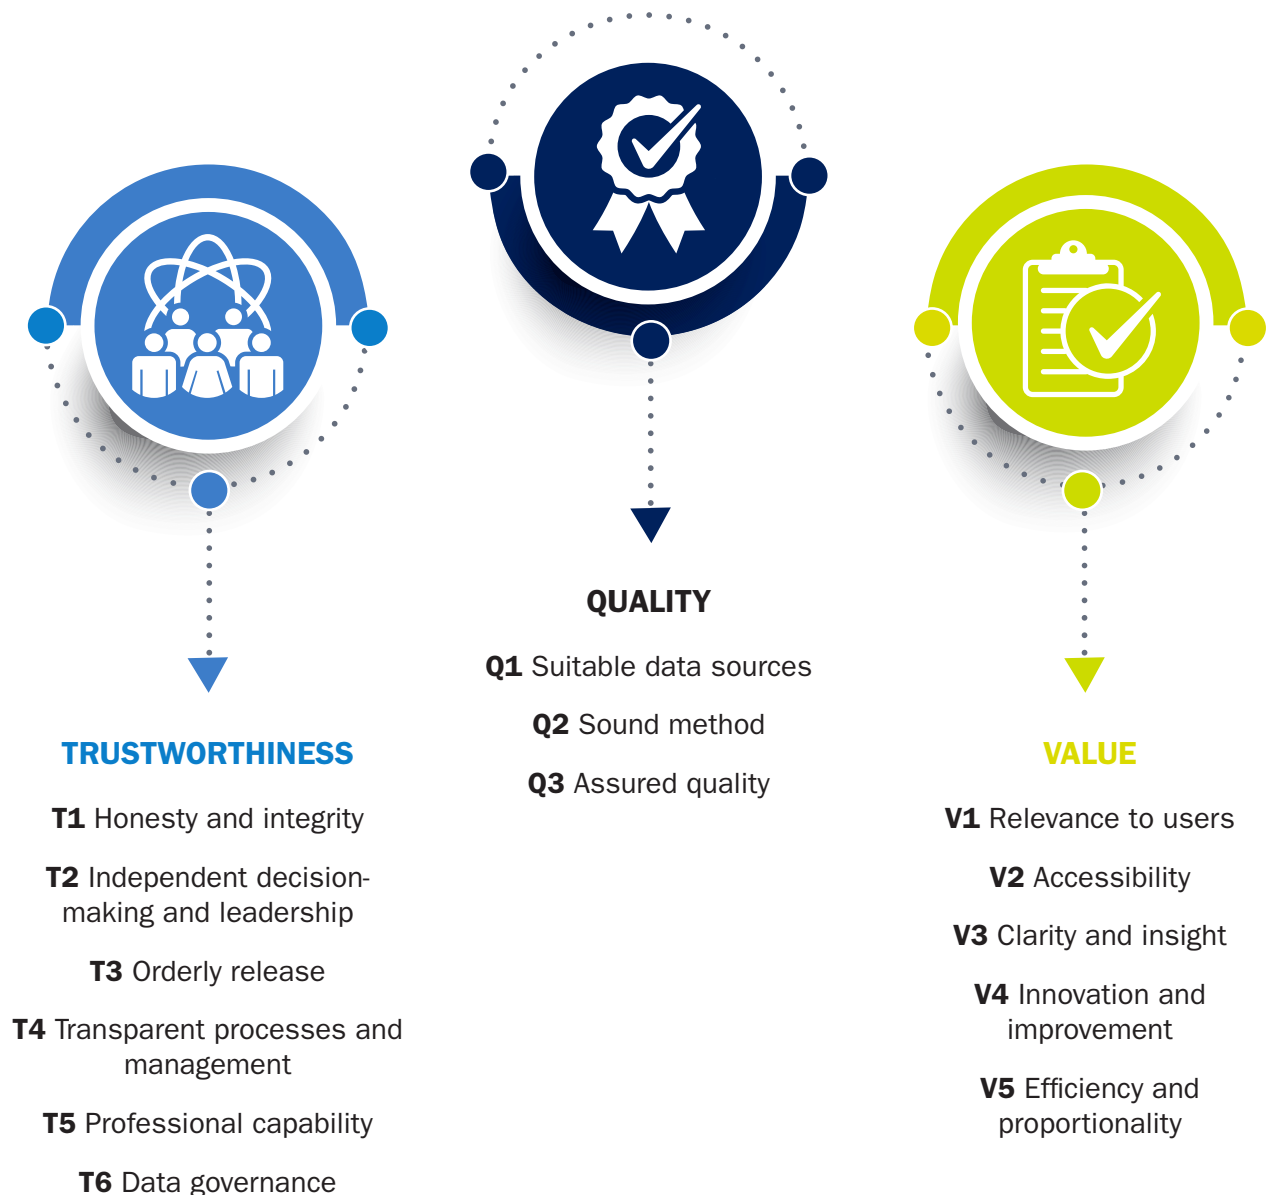 TRUSTWORTHINESS
T1 Honesty and integrity
T2 Independent decision-
making and leadership
T3 Orderly release
T4 Transparent processes and
management
T5 Professional capability
T6 Data governance
QUALITY
Q1 Suitable data sources
Q2 Sound method
Q3 Assured quality
VALUE
V1 Relevance to users
V2 Accessibility
V3 Clarity and insight
V4 Innovation and
improvement
V5 Efficiency and
proportionality